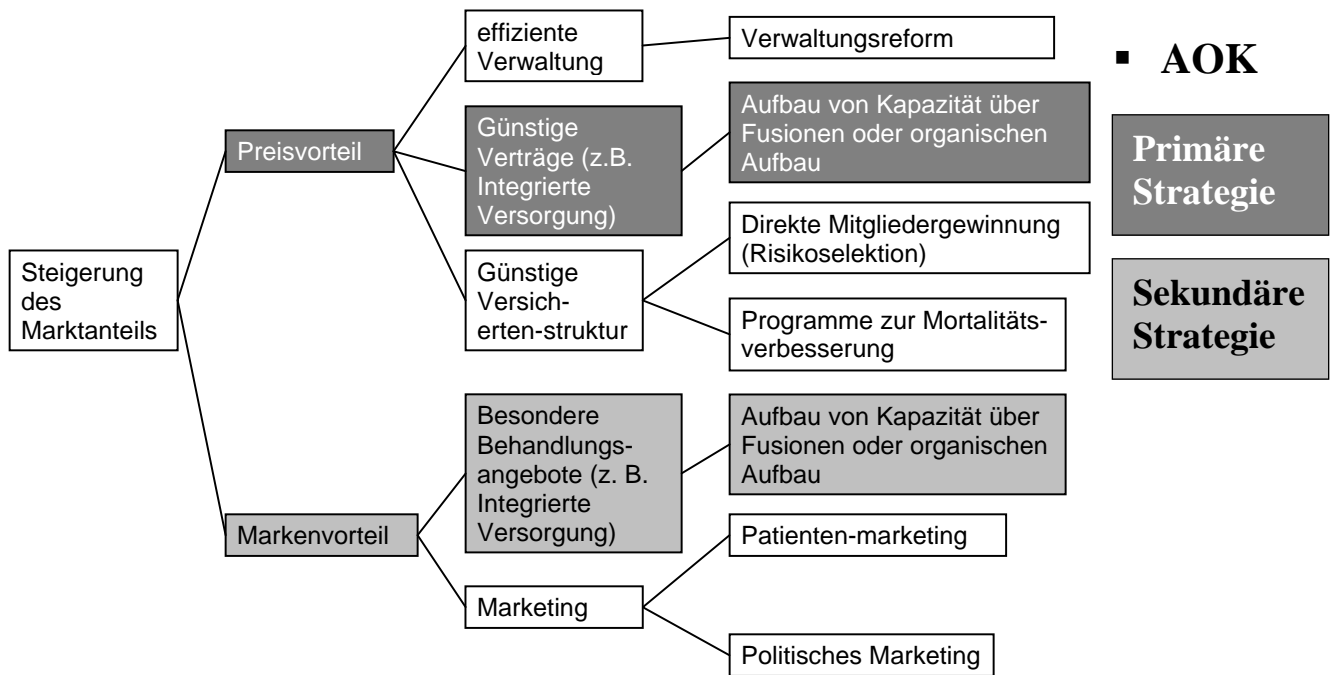 effiziente
Verwaltung
Verwaltungsreform
▪ AOK
Preisvorteil
Günstige
Verträge (z.B.
Integrierte
Versorgung)
Aufbau von Kapazität über
Fusionen oder organischen
Aufbau
Primäre
Strategie
Steigerung
des
Marktanteils
Günstige
Versich-
erten-struktur
Direkte Mitgliedergewinnung
(Risikoselektion)
Programme zur Mortalitäts-
verbesserung
Sekundäre
Strategie
Markenvorteil
Besondere
Behandlungs-
angebote (z. B.
Integrierte
Versorgung)
Aufbau von Kapazität über
Fusionen oder organischen
Aufbau
Marketing
Patienten-marketing
Politisches Marketing